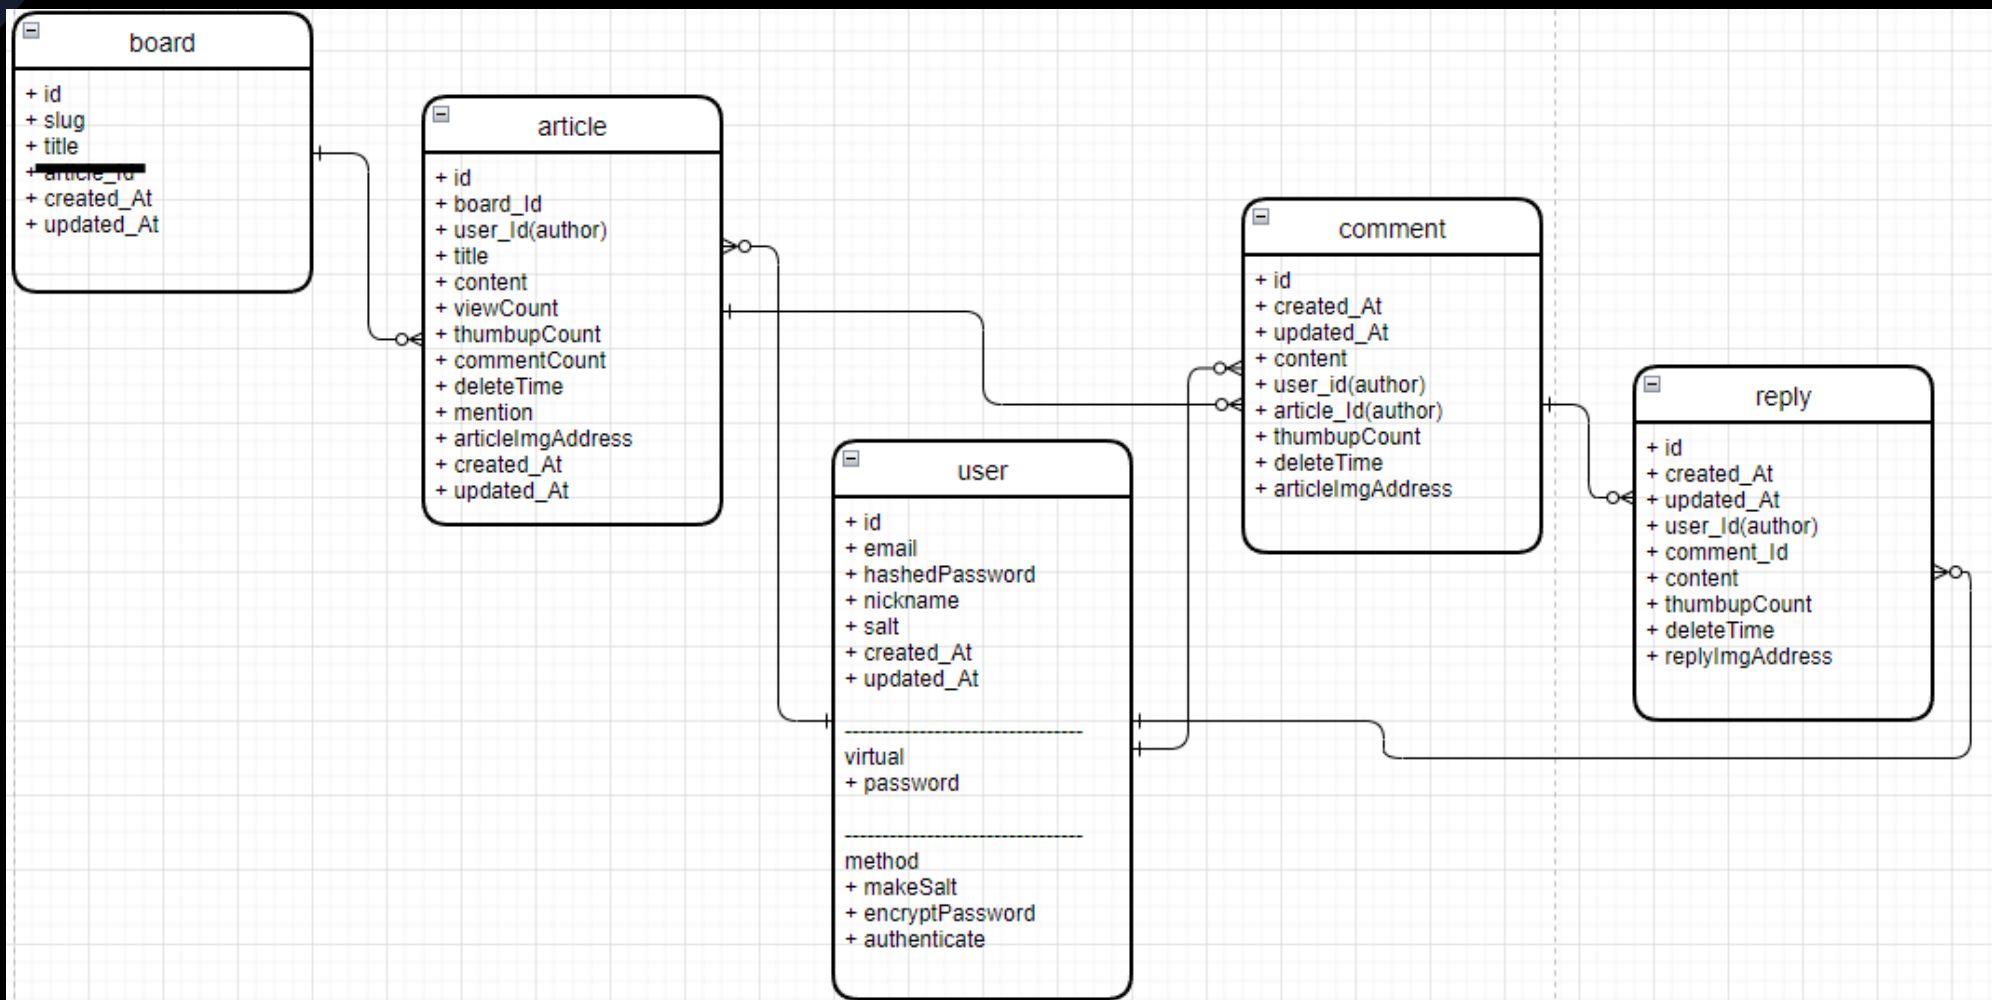 board
+ id
+ slug
+ title
+ article_Id
+ created_At
+ updated_At
article
+ id
+ board_Id
+ user_Id(author)
+ title
+ content
+ viewCount
+ thumbupCount
+ commentCount
+ deleteTime
+ mention
+ articleImgAddress
+ created_At
+ updated_At
user
+ id
+ email
+ hashedPassword
+ nickname
+ salt
+ created_At
+ updated_At
--------------------------------
virtual
+ password
--------------------------------
method
+ makeSalt
+ encryptPassword
+ authenticate
comment
+ id
+ created_At
+ updated_At
+ content
+ user_id(author)
+ article_Id(author)
+ thumbupCount
+ deleteTime
+ articleImgAddress
reply
+ id
+ created_At
+ updated_At
+ user_Id(author)
+ comment_Id
+ content
+ thumbupCount
+ deleteTime
+ replyImgAddress